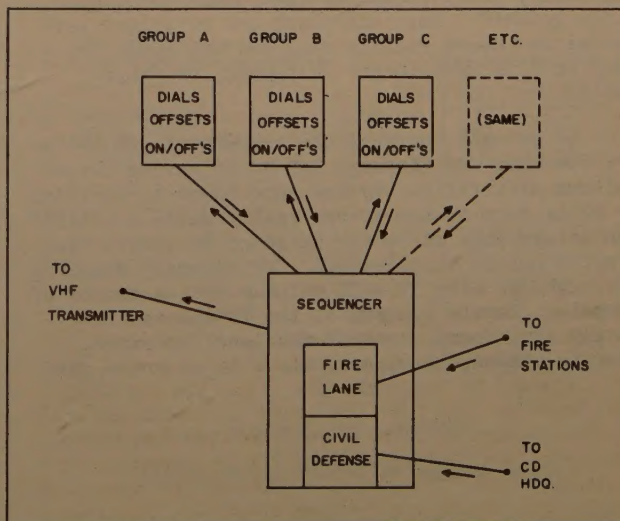 GROUP A GROUP B GROUP C ETC.
DIALS
OFFSETS
ON/OFF'S
DIALS
OFFSETS
ON/OFF'S
DIALS
OFFSETS
ON/OFF'S
(SAME)
TO
VHF
TRANSMITTER
SEQUENCER
FIRE
LANE
CIVIL
DEFENSE
TO
FIRE
STATIONS
TO
CD
HDQ.